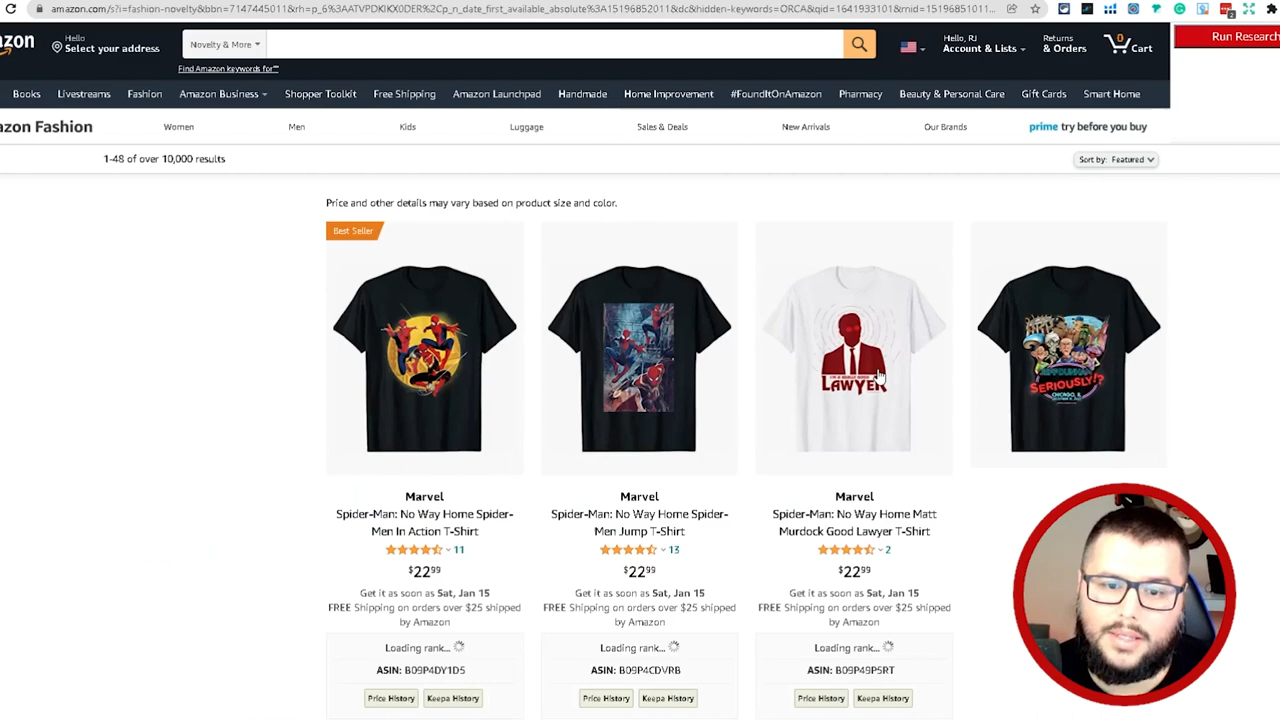 amazon.com/s?i=fashion-novelty&bbn=7147445011&rh=p_6%3AATVPDKIKX0DER%2Cp_n_date_first_available_absolute%3A15196852011&dc&hidden-keywords=ORCA&qid=1641933101&rnid=15196851011...
azon
Hello
Select your address
Novelty & More
Find Amazon keywords for""
Hello, RJ
Account & Lists
Returns
& Orders
0
Cart
Run Research
Books
Livestreams
Fashion
Amazon Business
Shopper Toolkit
Free Shipping
Amazon Launchpad
Handmade
Home Improvement
#FoundItOnAmazon
Pharmacy
Beauty & Personal Care
Gift Cards
Smart Home
azon Fashion
Women
Men
Kids
Luggage
Sales & Deals
New Arrivals
Our Brands
prime try before you buy
1-48 of over 10,000 results
Sort by: Featured
Price and other details may vary based on product size and color.
Best Seller
LAWYER
SERIOUSLY!?
CHICAGO, IL
Marvel
Spider-Man: No Way Home Spider-
Men In Action T-Shirt
11
$22.99
Get it as soon as Sat, Jan 15
FREE Shipping on orders over $25 shipped
by Amazon
Loading rank...
ASIN: B09P4DY1D5
Price History
Keepa History
Marvel
Spider-Man: No Way Home Spider-
Men Jump T-Shirt
13
$22.99
Get it as soon as Sat, Jan 15
FREE Shipping on orders over $25 shipped
by Amazon
Loading rank...
ASIN: B09P4CDVRB
Price History
Keepa History
Marvel
Spider-Man: No Way Home Matt
Murdock Good Lawyer T-Shirt
2
$22.99
Get it as soon as Sat, Jan 15
FREE Shipping on orders over $25 shipped
by Amazon
Loading rank...
ASIN: B09P49P5RT
Price History
Keepa History